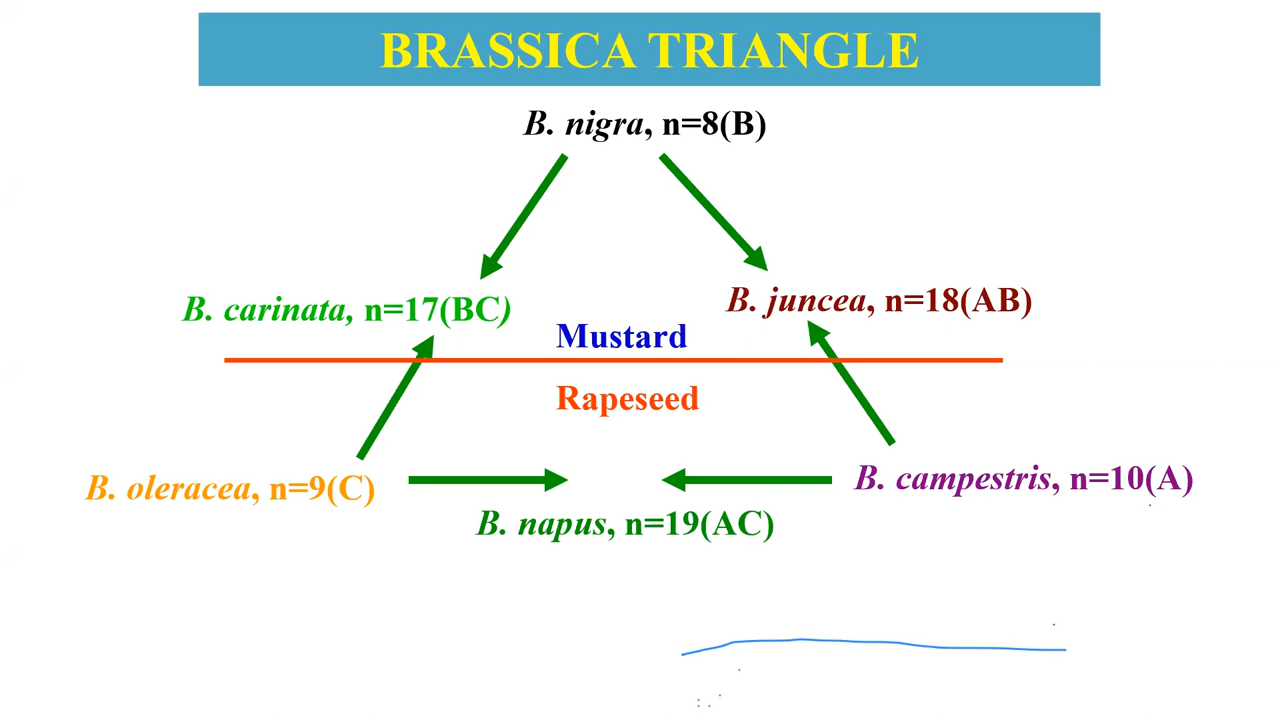 BRASSICA TRIANGLE
B. nigra, n=8(B)
B. carinata, n=17(BC)
B. juncea, n=18(AB)
Mustard
Rapeseed
B. oleracea, n=9(C)
B. campestris, n=10(A)
B. napus, n=19(AC)